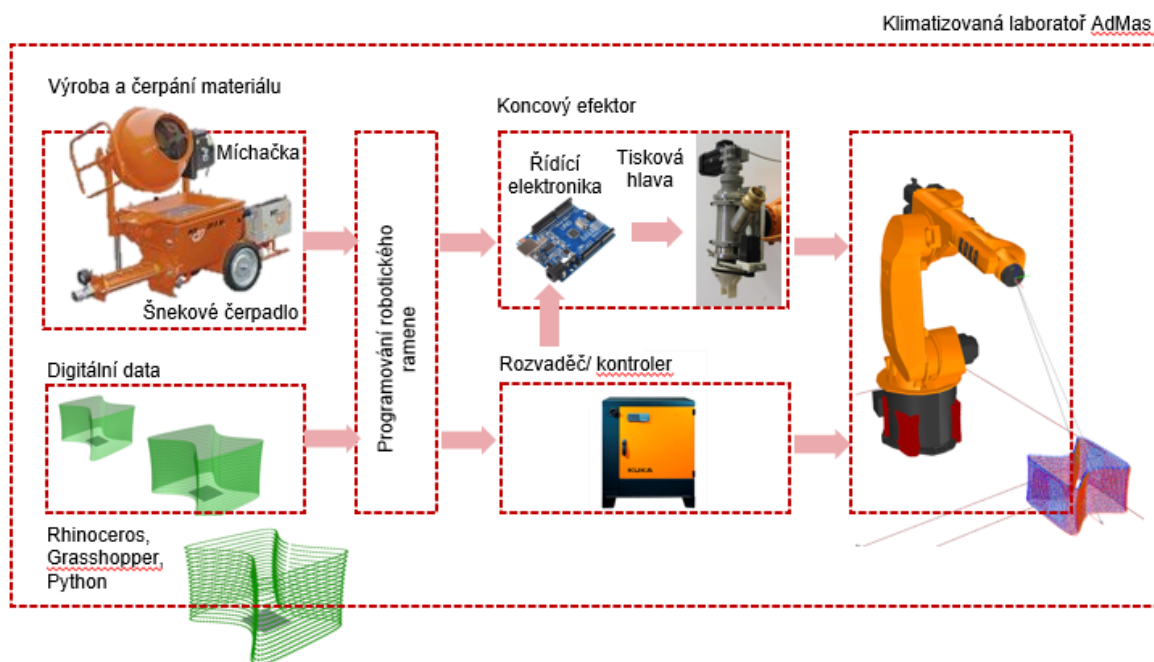 Klimatizovaná laboratoř AdMas
Výroba a čerpání materiálu
Míchačka
Šnekové čerpadlo
Digitální data
Rhinoceros,
Grasshopper,
Python
Programování robotického
ramene
Koncový efektor
Řídící
elektronika
Tisková
hlava
Rozvaděč/ kontroler
KUKA
KUKA